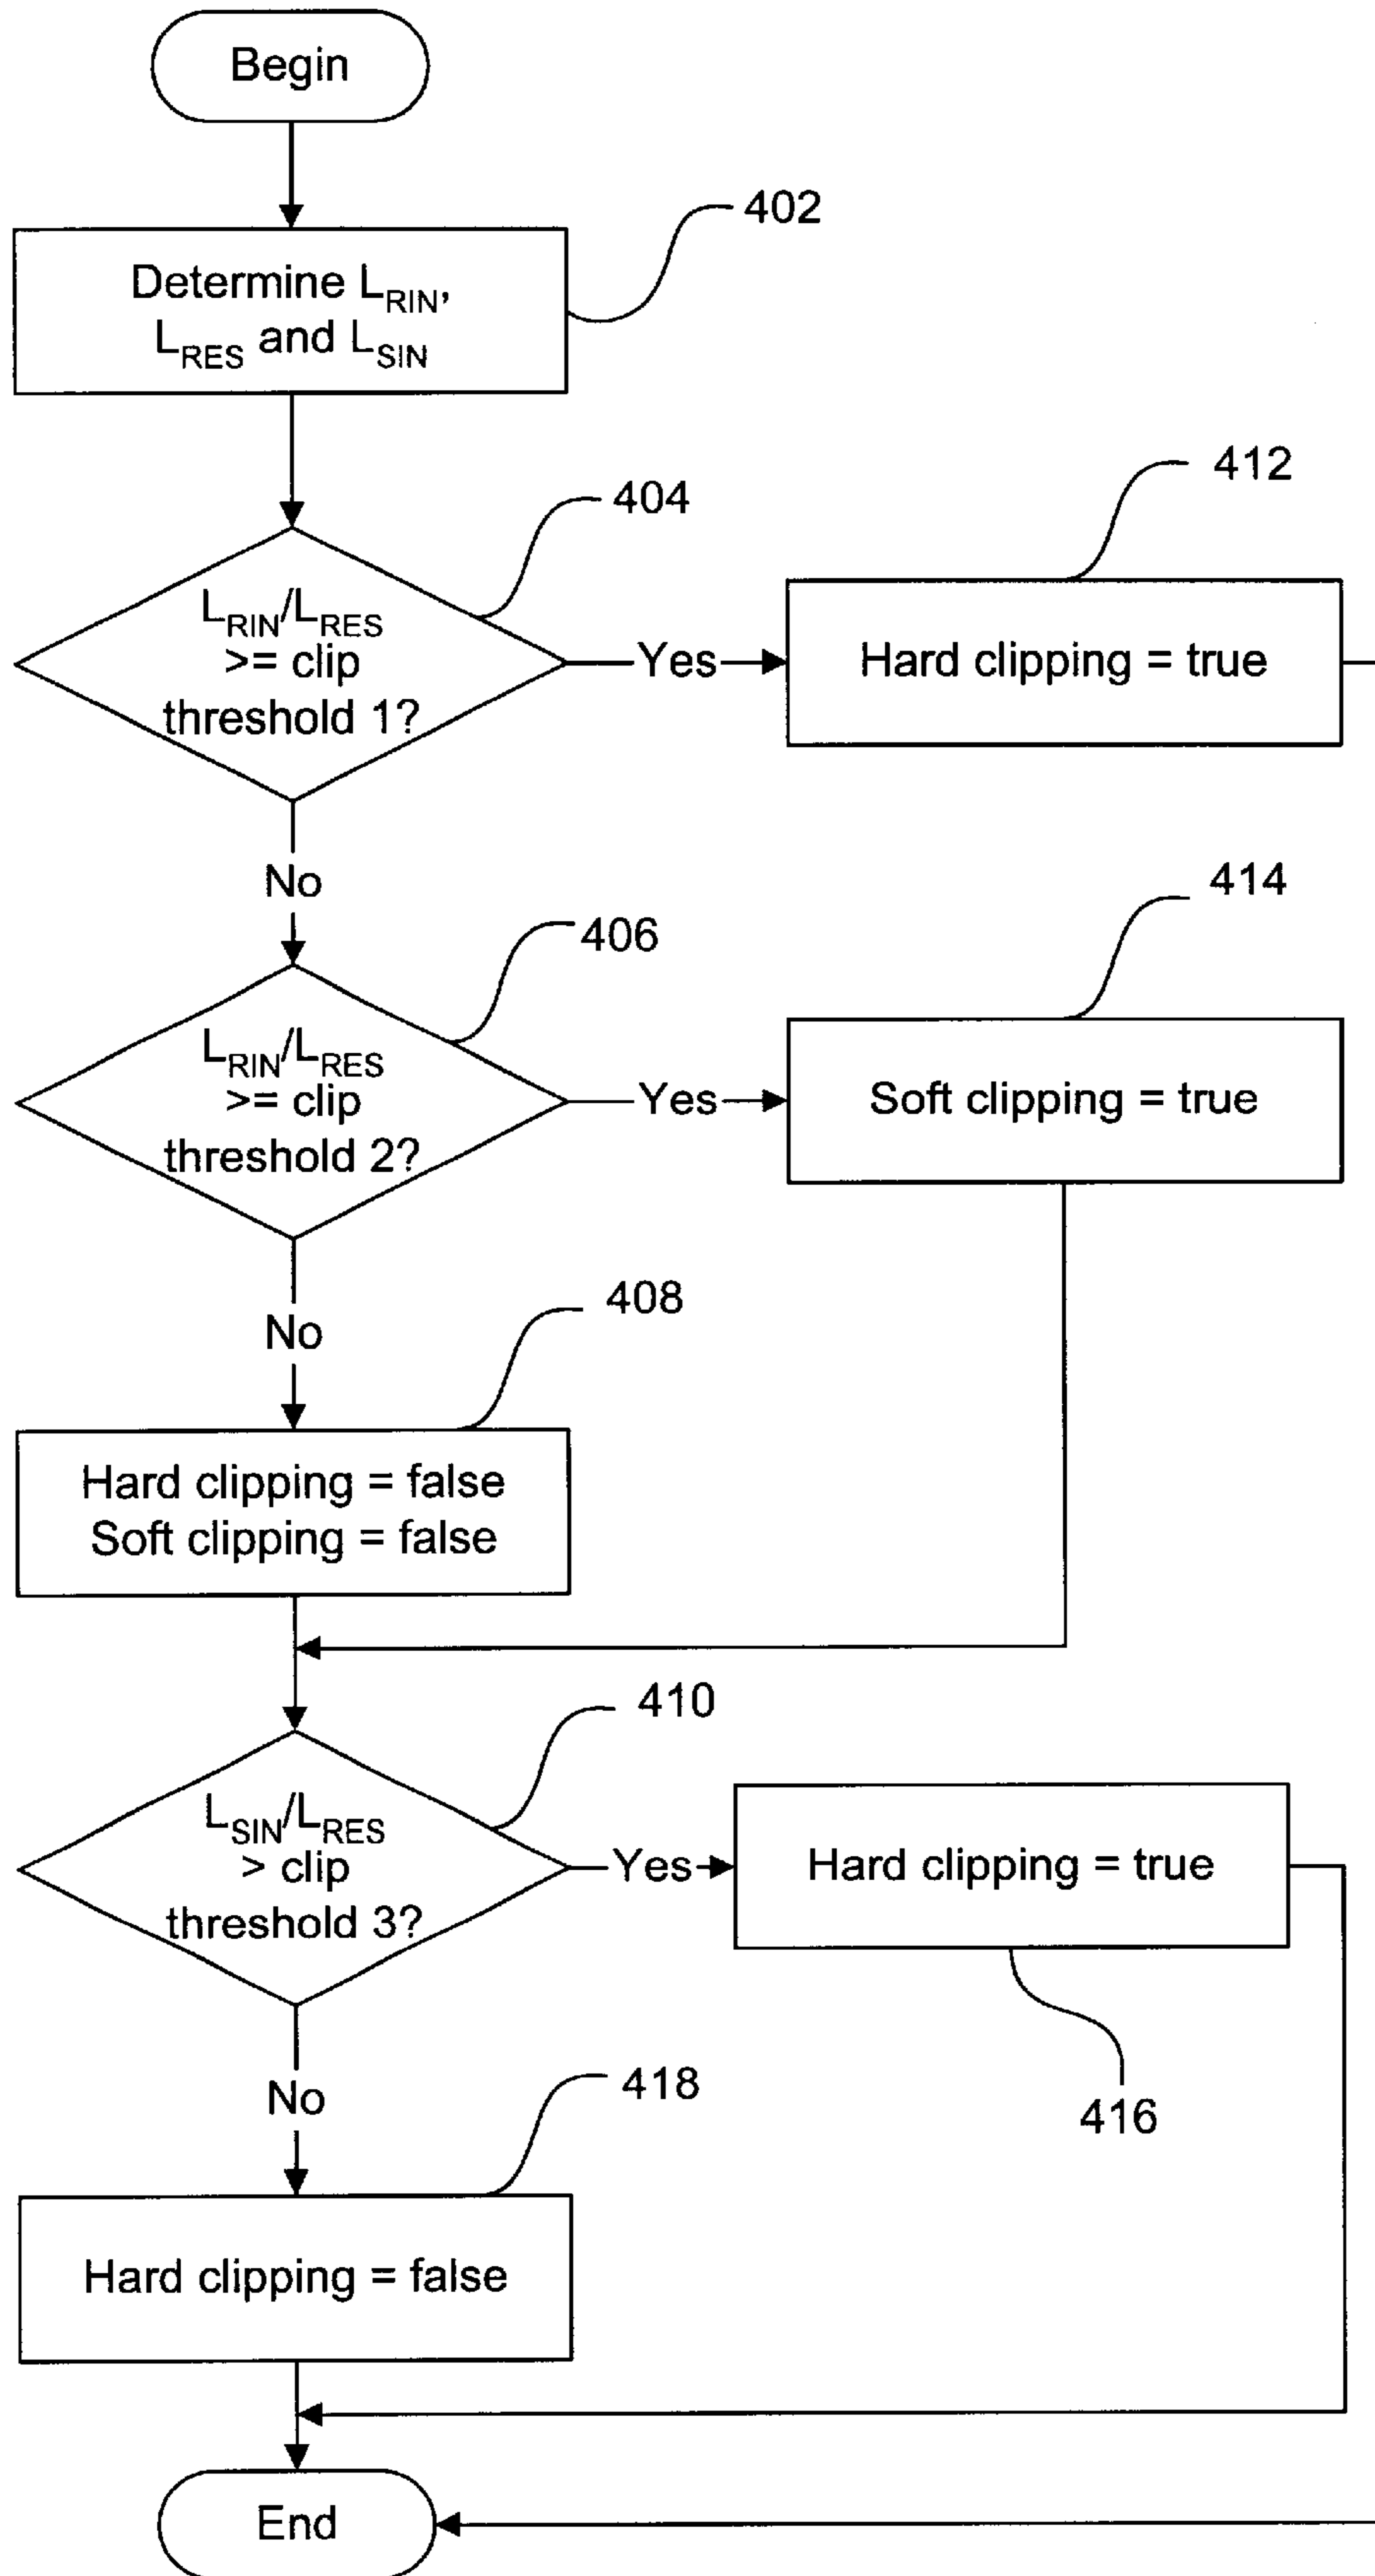 Begin
402
Determine L_RIN,
L_RES and L_SIN
412
404
L_RIN/L_RES
>= clip
threshold 1?
Yes
Hard clipping = true
No
414
406
L_RIN/L_RES
>= clip
threshold 2?
Yes
Soft clipping = true
No
408
Hard clipping = false
Soft clipping = false
410
L_SIN/L_RES
> clip
threshold 3?
Yes
Hard clipping = true
No
418
416
Hard clipping = false
End